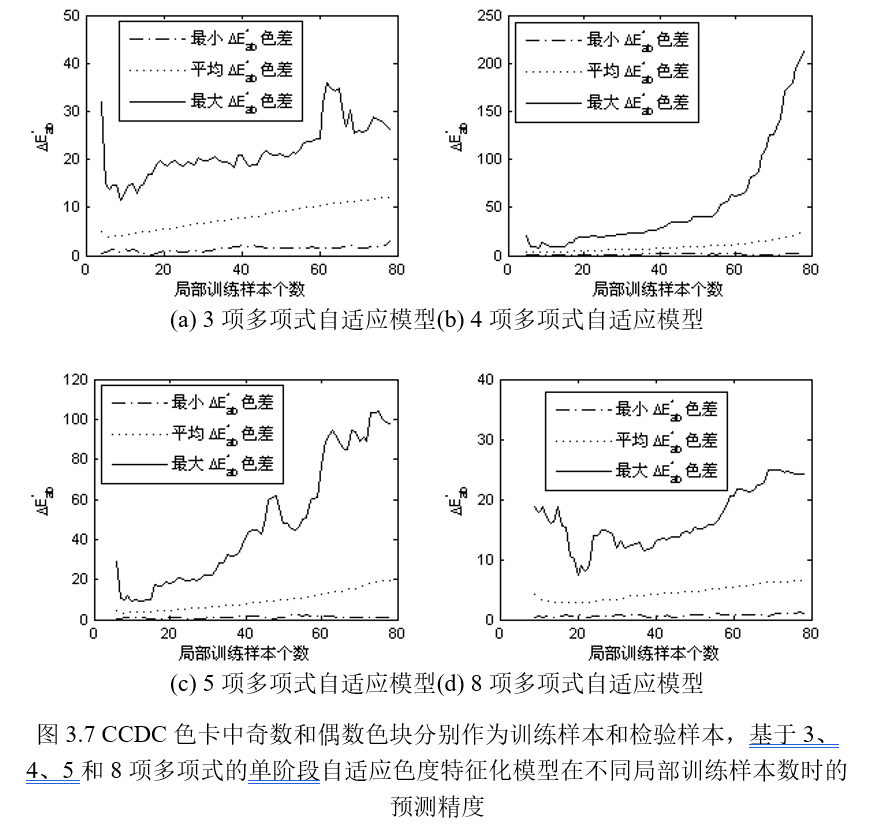 50
40
30
20
10
0
ΔE*ab
最小 ΔE*ab 色差
平均 ΔE*ab 色差
最大 ΔE*ab 色差
0 20 40 60 80
局部训练样本个数
250
200
150
100
50
0
ΔE*ab
最小 ΔE*ab 色差
平均 ΔE*ab 色差
最大 ΔE*ab 色差
0 20 40 60 80
局部训练样本个数
(a) 3 项多项式自适应模型(b) 4 项多项式自适应模型
120
100
80
60
40
20
0
ΔE*ab
最小 ΔE*ab 色差
平均 ΔE*ab 色差
最大 ΔE*ab 色差
0 20 40 60 80
局部训练样本个数
40
30
20
10
0
ΔE*ab
最小 ΔE*ab 色差
平均 ΔE*ab 色差
最大 ΔE*ab 色差
0 20 40 60 80
局部训练样本个数
(c) 5 项多项式自适应模型(d) 8 项多项式自适应模型
图 3.7 CCDC 色卡中奇数和偶数色块分别作为训练样本和检验样本，基于 3、
4、5 和 8 项多项式的单阶段自适应色度特征化模型在不同局部训练样本数时的
预测精度